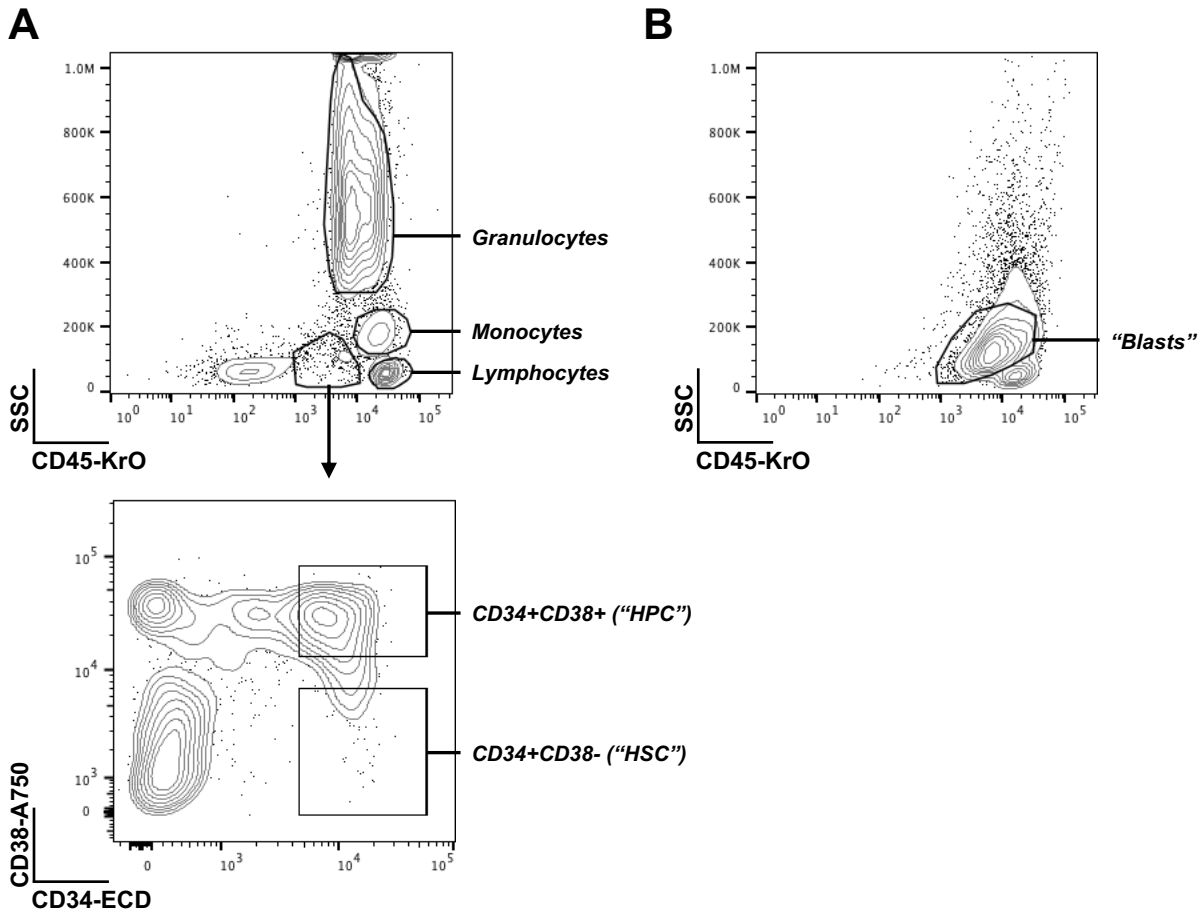 A
1.0M
800K
600K
400K
200K
0
SSC
10^0 10^1 10^2 10^3 10^4 10^5
CD45-KrO
Granulocytes
Monocytes
Lymphocytes
B
1.0M
800K
600K
400K
200K
0
SSC
10^0 10^1 10^2 10^3 10^4 10^5
CD45-KrO
“Blasts”
10^5
10^4
10^3
0
CD38-A750
0 10^3 10^4 10^5
CD34-ECD
CD34+CD38+ (“HPC”)
CD34+CD38- (“HSC”)